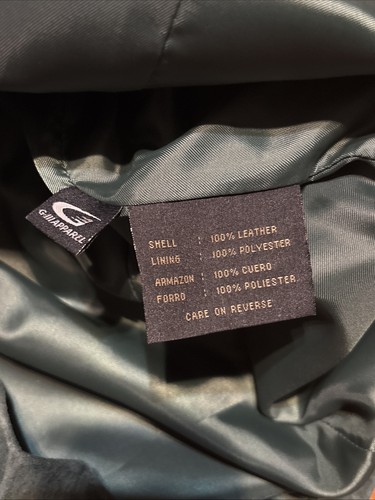 G-III APPAREL
SHELL : 100% LEATHER
LINING : 100% POLYESTER
ARMAZON : 100% CUERO
FORRO : 100% POLIESTER
CARE ON REVERSE